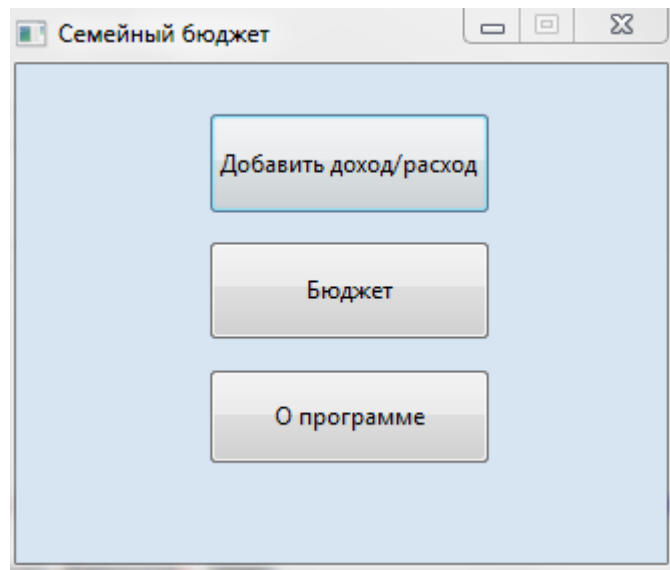 Семейный бюджет
Добавить доход/расход
Бюджет
О программе